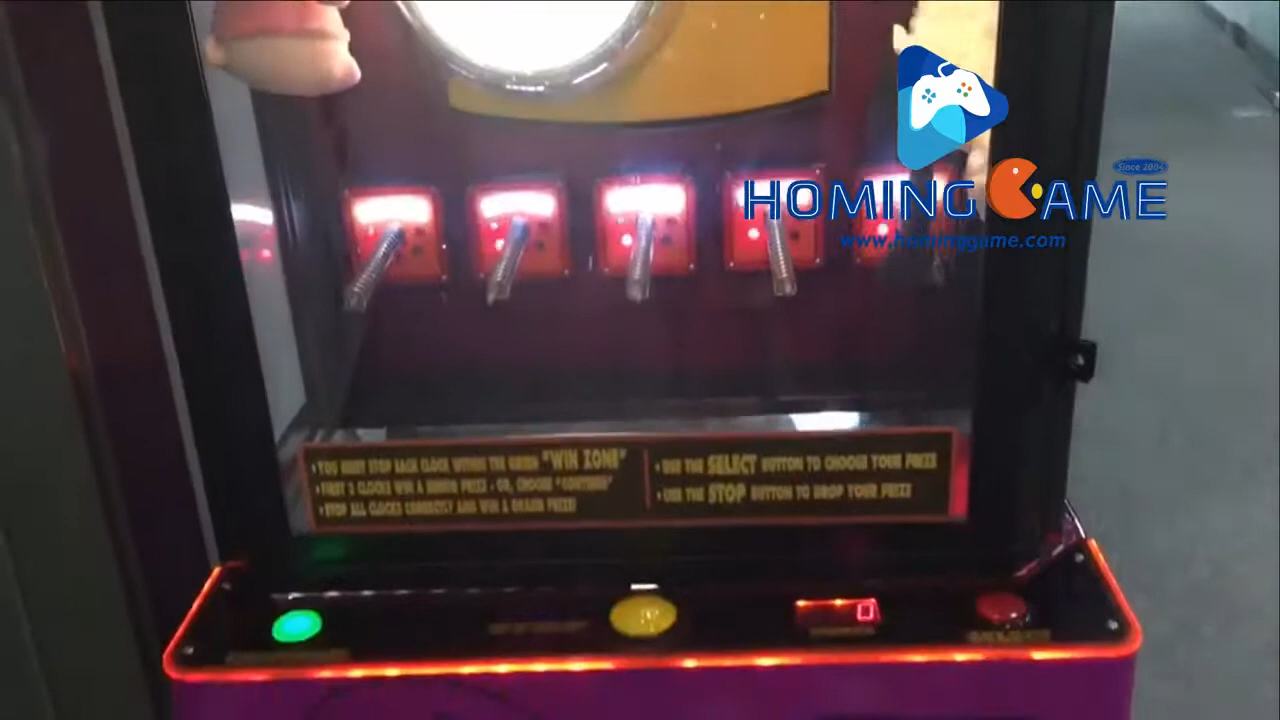 Since 2004
HOMING GAME
www.hominggame.com
• YOU MUST STOP EACH CLOCK WITHIN THE GREEN "WIN ZONE"
• FIRST 3 CLOCKS WIN A MINOR PRIZE - OR, CHOOSE "CONTINUE"
• STOP ALL CLOCKS CORRECTLY AND WIN A GRAND PRIZE!
• USE THE SELECT BUTTON TO CHOOSE YOUR PRIZE
• USE THE STOP BUTTON TO DROP YOUR PRIZE
0